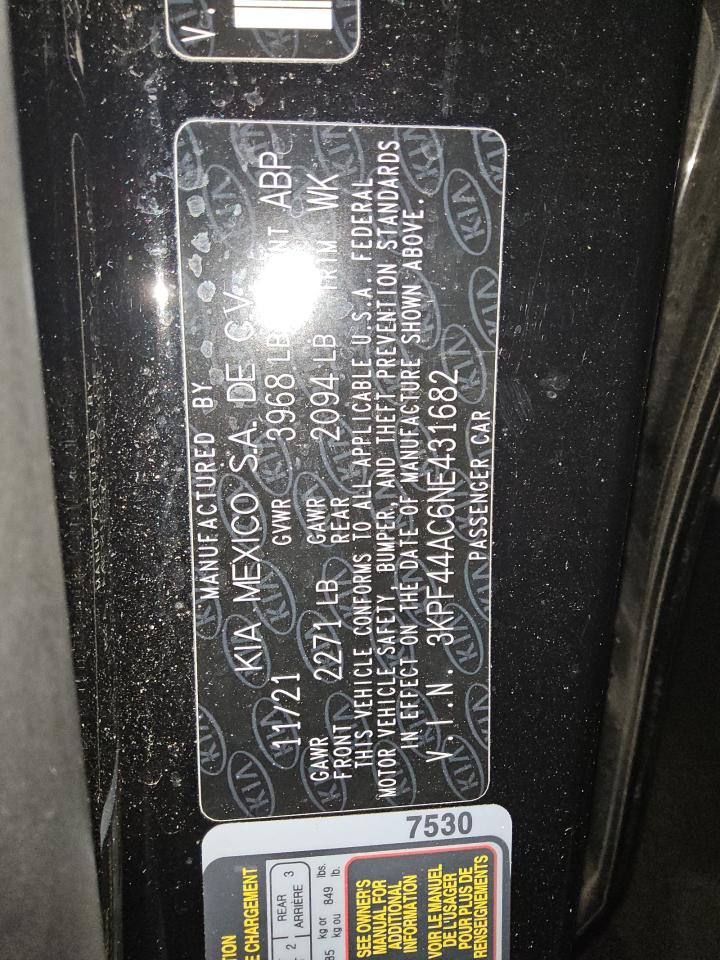 V.
MANUFACTURED BY
KIA MEXICO S.A. DE C.V.
11/21 GVWR 3968 LB ABP
GAWR FRONT 2271 LB GAWR REAR 2094 LB TRIM WK
THIS VEHICLE CONFORMS TO ALL APPLICABLE U.S.A. FEDERAL
MOTOR VEHICLE SAFETY, BUMPER, AND THEFT PREVENTION STANDARDS
IN EFFECT ON THE DATE OF MANUFACTURE SHOWN ABOVE.
V.I.N. 3KPF44AC6NE431682
PASSENGER CAR
KIA
7530
E CHARGEMENT
2 REAR 3
ARRIÈRE
kg or 849 lbs.
kg ou lb.
SEE OWNER'S
MANUAL FOR
ADDITIONAL
INFORMATION
VOIR LE MANUEL
DE L'USAGER
POUR PLUS DE
RENSEIGNEMENTS